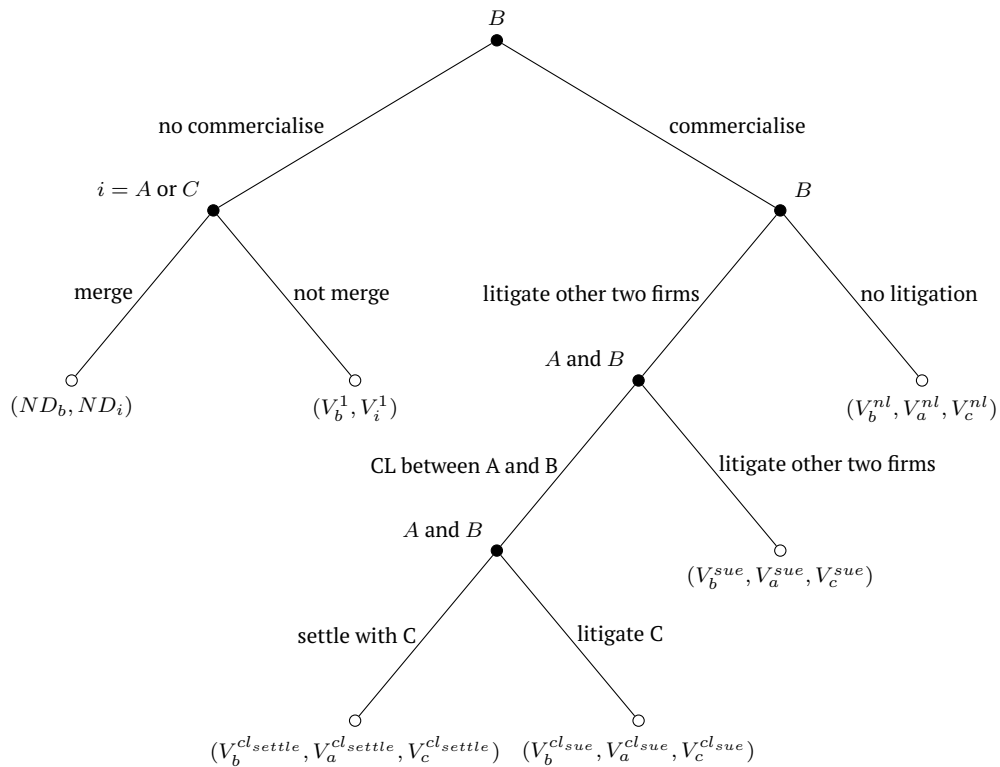 B
no commercialise
commercialise
i = A or C
B
merge
not merge
litigate other two firms
no litigation
A and B
(ND_b, ND_i)
(V_b^1, V_i^1)
(V_b^{nl}, V_a^{nl}, V_c^{nl})
CL between A and B
litigate other two firms
A and B
(V_b^{sue}, V_a^{sue}, V_c^{sue})
settle with C
litigate C
(V_b^{cl_{settle}}, V_a^{cl_{settle}}, V_c^{cl_{settle}})
(V_b^{cl_{sue}}, V_a^{cl_{sue}}, V_c^{cl_{sue}})